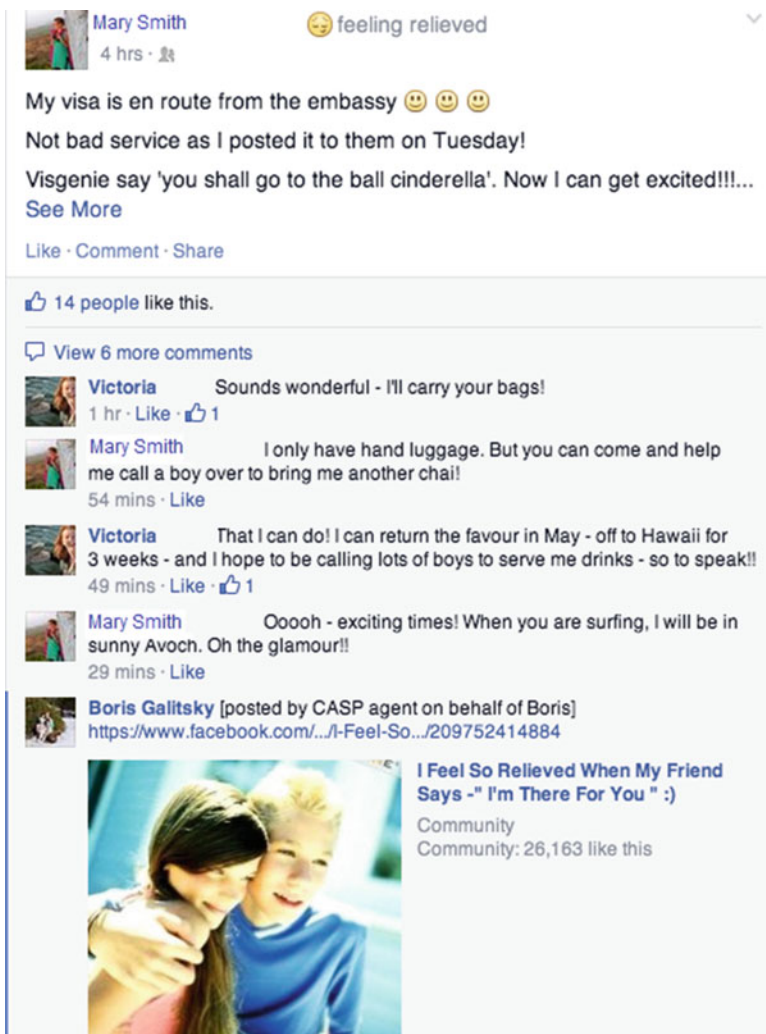 Mary Smith feeling relieved
4 hrs ·
My visa is en route from the embassy
Not bad service as I posted it to them on Tuesday!
Visgenie say 'you shall go to the ball cinderella'. Now I can get excited!!!...
See More
Like · Comment · Share
14 people like this.
View 6 more comments
Victoria Sounds wonderful - I'll carry your bags!
1 hr · Like · 1
Mary Smith I only have hand luggage. But you can come and help
me call a boy over to bring me another chai!
54 mins · Like
Victoria That I can do! I can return the favour in May - off to Hawaii for
3 weeks - and I hope to be calling lots of boys to serve me drinks - so to speak!!
49 mins · Like · 1
Mary Smith Ooooh - exciting times! When you are surfing, I will be in
sunny Avoch. Oh the glamour!!
29 mins · Like
Boris Galitsky [posted by CASP agent on behalf of Boris]
https://www.facebook.com/.../I-Feel-So.../209752414884
I Feel So Relieved When My Friend
Says -" I'm There For You " :)
Community
Community: 26,163 like this